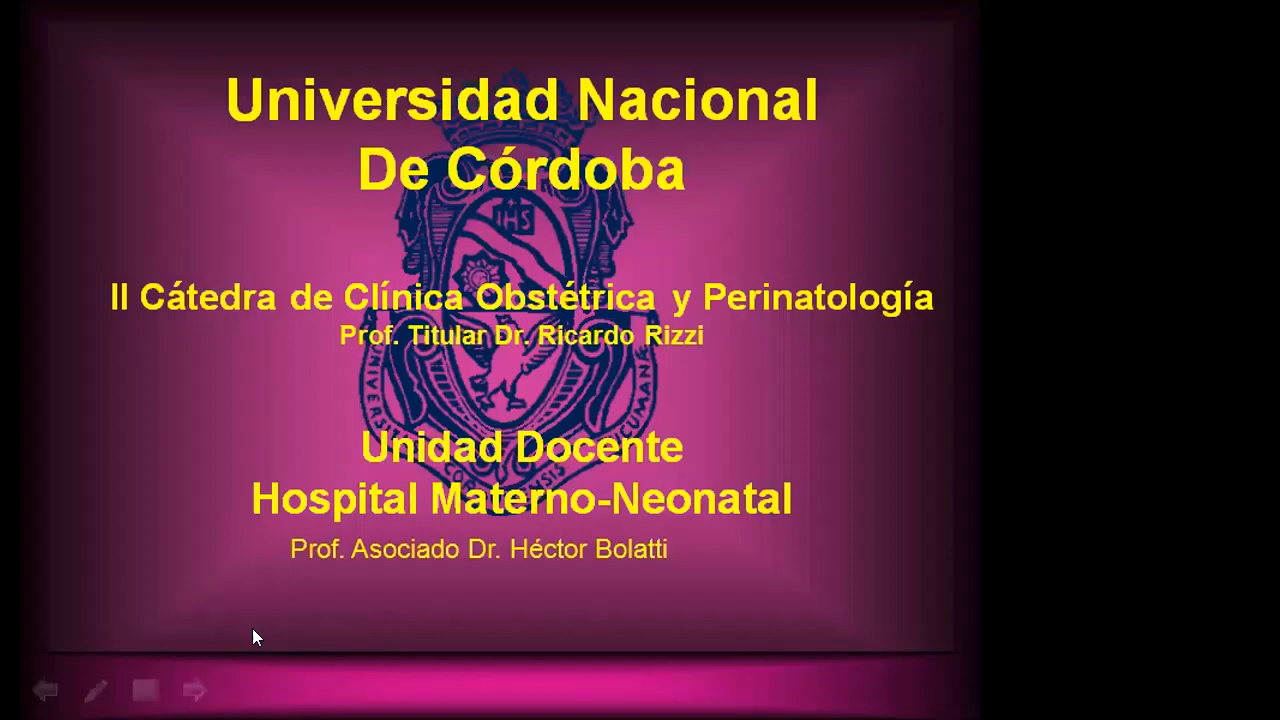 Universidad Nacional
De Córdoba
IHS
II Cátedra de Clínica Obstétrica y Perinatología
Prof. Titular Dr. Ricardo Rizzi
Unidad Docente
Hospital Materno-Neonatal
Prof. Asociado Dr. Héctor Bolatti